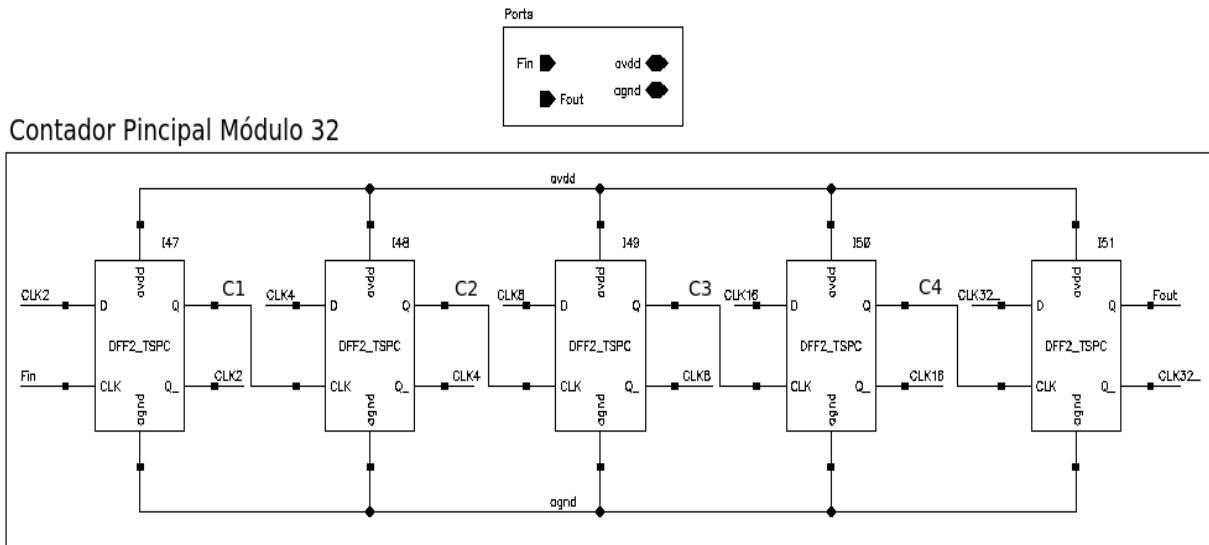 Ports
Fin avdd
agnd
Fout
Contador Pincipal Módulo 32
avdd
I47 I48 I49 I50 I51
avdd avdd avdd avdd avdd
CLK2 D Q C1 CLK4 D Q C2 CLK8 D Q C3 CLK16 D Q C4 CLK32_ D Q Fout
DFF2_TSPC DFF2_TSPC DFF2_TSPC DFF2_TSPC DFF2_TSPC
Fin CLK Q_ CLK2 CLK Q_ CLK4 CLK Q_ CLK8 CLK Q_ CLK16 CLK Q_ CLK32_
agnd agnd agnd agnd agnd
agnd